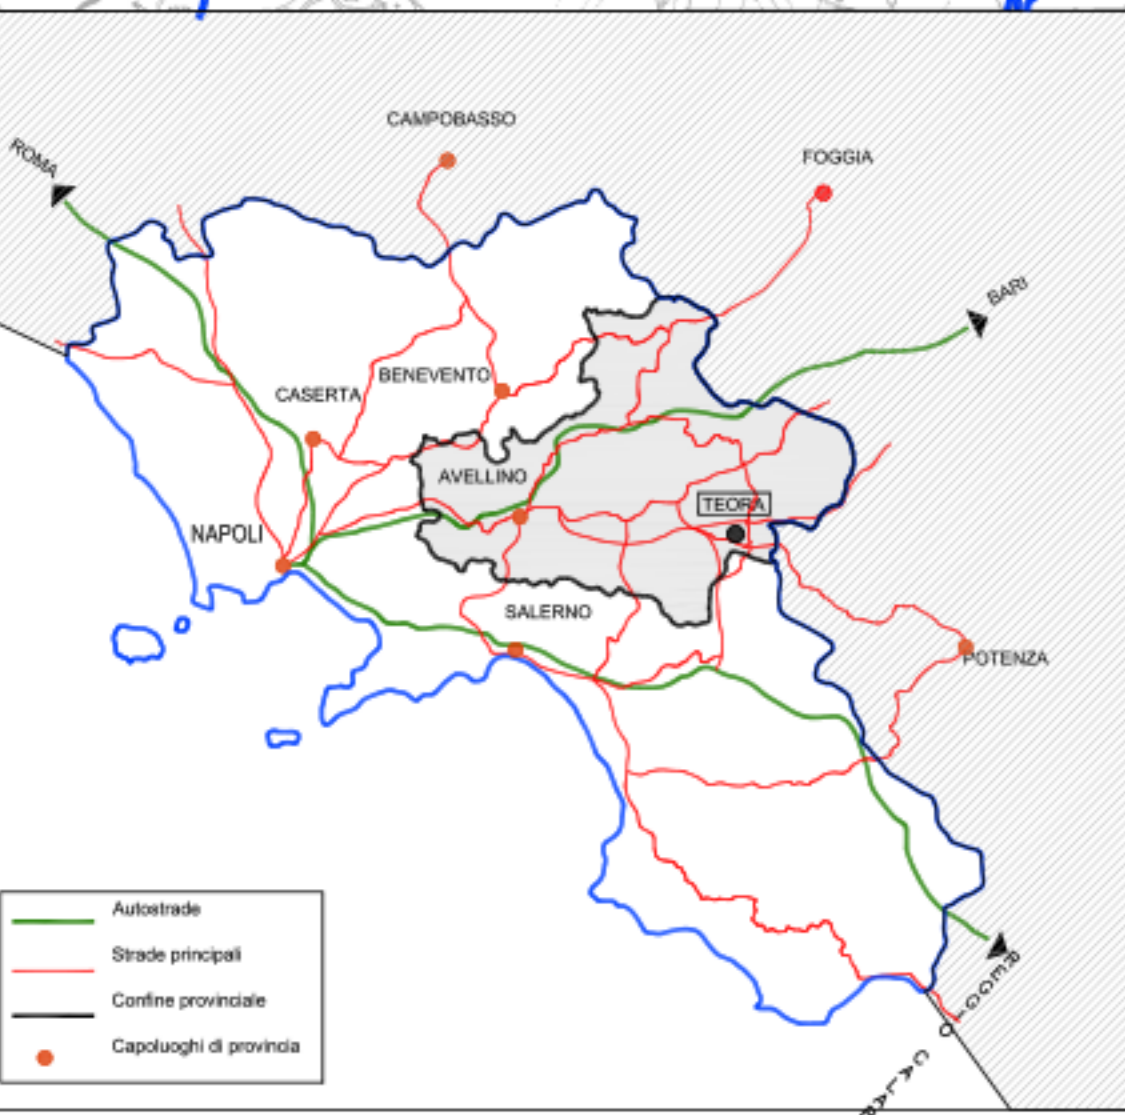 CAMPOBASSO
ROMA
FOGGIA
BARI
BENEVENTO
CASERTA
AVELLINO
TEORA
NAPOLI
SALERNO
POTENZA
Autostrade
Strade principali
Confine provinciale
Capoluoghi di provincia
REGGIO
CALAB